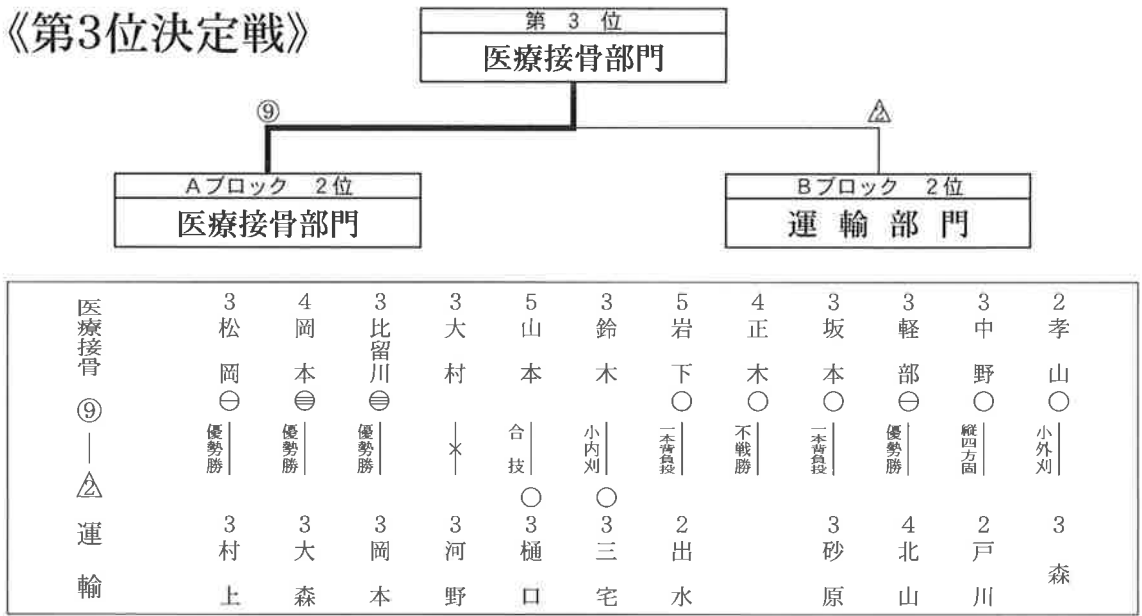 《第3位決定戦》
第 3 位
医療接骨部門
⑨
2
Aブロック 2位
医療接骨部門
Bブロック 2位
運輸部門
2 孝山 ○ 小外刈 3 森
3 中野 ○ 縦四方固 2 戸川
3 軽部 ㊀ 優勢勝 4 北山
3 坂本 ○ 一本背負投 3 砂原
4 正木 ○ 不戦勝
5 岩下 ○ 一本背負投 2 出水
3 鈴木 小内刈 ○ 3 三宅
5 山本 合技 ○ 3 樋口
3 大村 × 3 河野
3 比留川 ㊂ 優勢勝 3 岡本
4 岡本 ㊂ 優勢勝 3 大森
3 松岡 ㊀ 優勢勝 3 村上
医療接骨 ⑨ ― 2 運輸